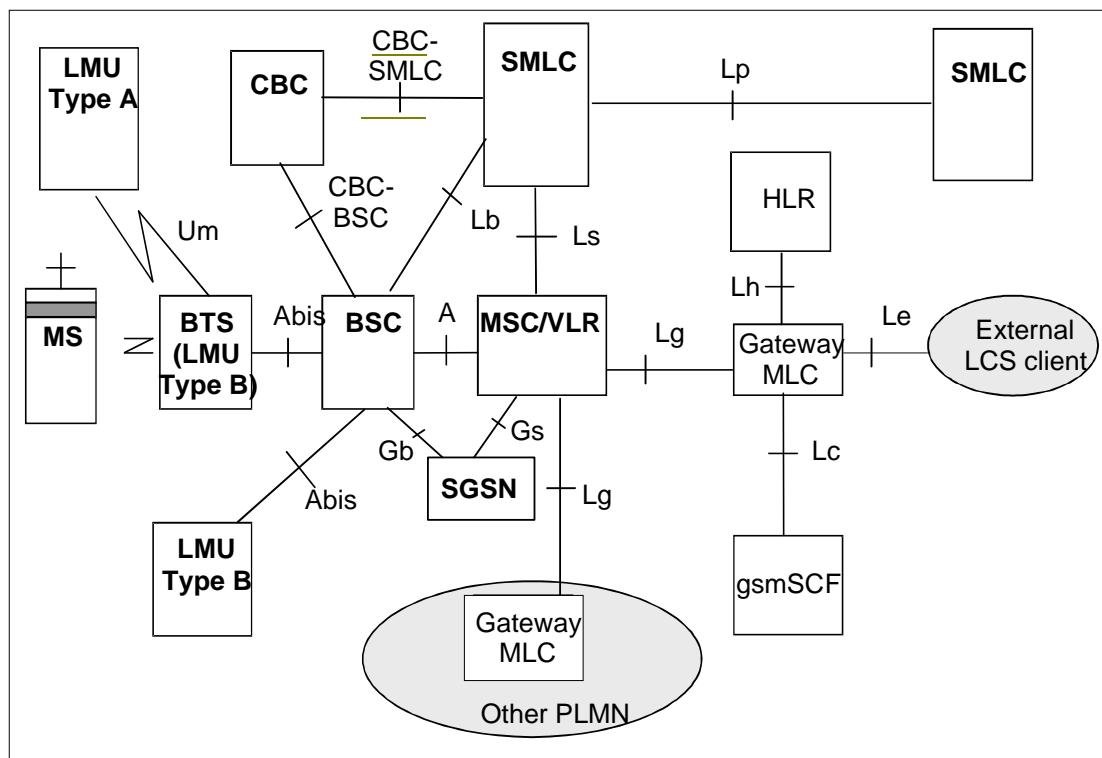 LMU
Type A
CBC
CBC-
SMLC
SMLC
Lp
SMLC
HLR
CBC-
BSC
Lb
Ls
Um
Lh
MS
BTS
(LMU
Type B)
Abis
BSC
A
MSC/VLR
Lg
Gateway
MLC
Le
External
LCS client
Gb
Gs
SGSN
Lg
Lc
Abis
LMU
Type B
gsmSCF
Gateway
MLC
Other PLMN